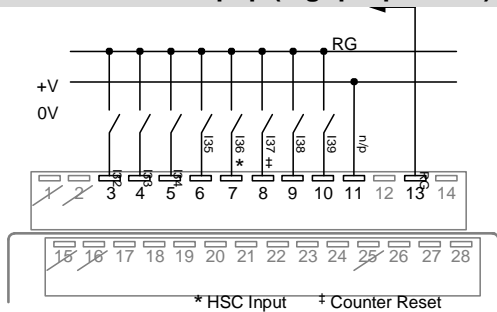 RG
+V
0V
I32 I33 I34 I35 I36 I37 I38 I39 n/p RG
* ‡
1 2 3 4 5 6 7 8 9 10 11 12 13 14
15 16 17 18 19 20 21 22 23 24 25 26 27 28
* HSC Input ‡ Counter Reset